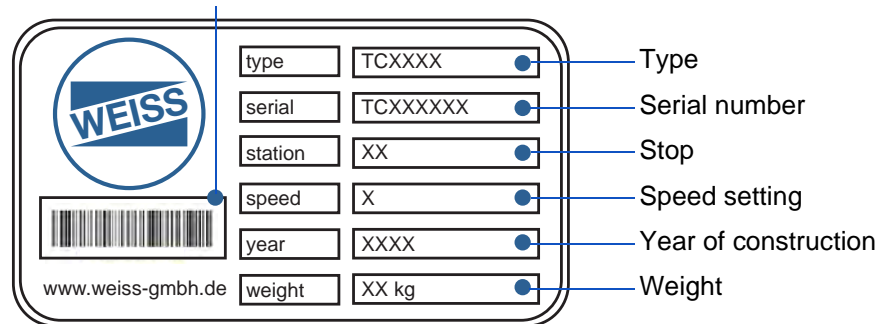 WEISS
type TCXXXX Type
serial TCXXXXXX Serial number
station XX Stop
speed X Speed setting
year XXXX Year of construction
www.weiss-gmbh.de weight XX kg Weight